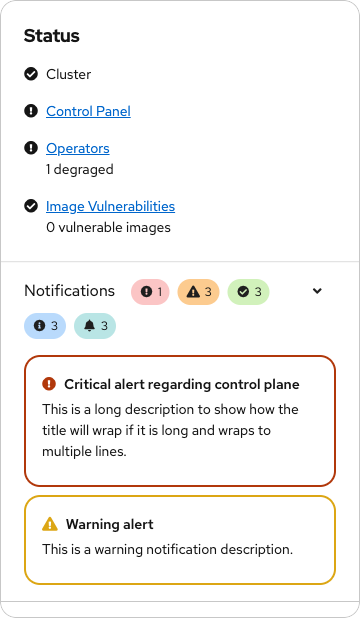 Status
Cluster
Control Panel
Operators
1 degraded
Image Vulnerabilities
0 vulnerable images
Notifications 1 3 3
3 3
Critical alert regarding control plane
This is a long description to show how the
title will wrap if it is long and wraps to
multiple lines.
Warning alert
This is a warning notification description.